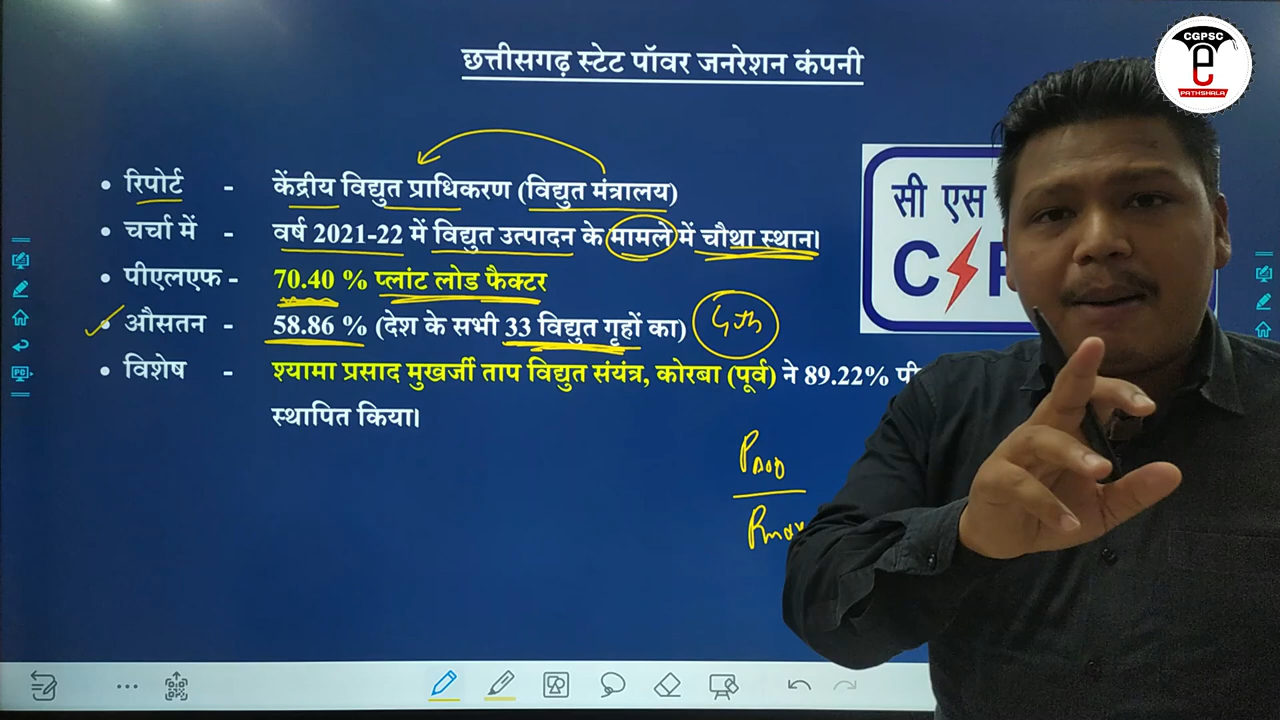 CGPSC
PATHSHALA
छत्तीसगढ़ स्टेट पॉवर जनरेशन कंपनी
• रिपोर्ट - केंद्रीय विद्युत प्राधिकरण (विद्युत मंत्रालय)
• चर्चा में - वर्ष 2021-22 में विद्युत उत्पादन के मामले में चौथा स्थान।
• पीएलएफ - 70.40 % प्लांट लोड फैक्टर
• औसतन - 58.86 % (देश के सभी 33 विद्युत गृहों का) 4th
• विशेष - श्यामा प्रसाद मुखर्जी ताप विद्युत संयंत्र, कोरबा (पूर्व) ने 89.22%
स्थापित किया।
सी एस
C